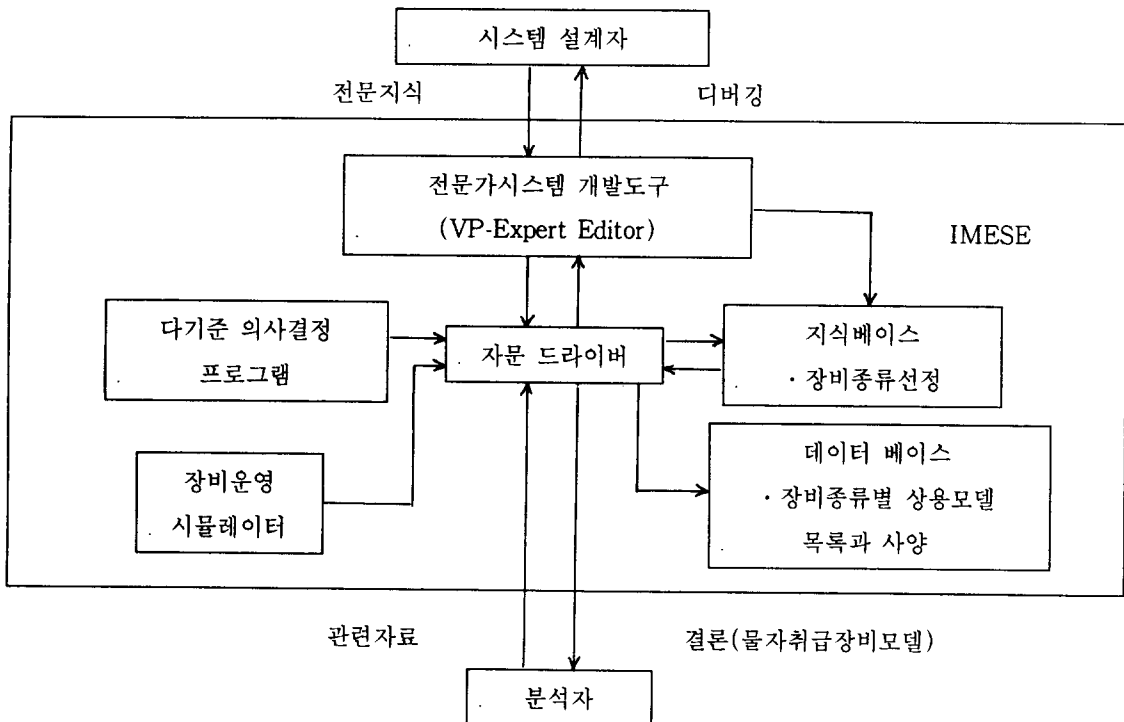 시스템 설계자
전문지식
디버깅
전문가시스템 개발도구
(VP-Expert Editor)
IMESE
다기준 의사결정
프로그램
자문 드라이버
지식베이스
· 장비종류선정
장비운영
시뮬레이터
데이터 베이스
· 장비종류별 상용모델
목록과 사양
관련자료
결론(물자취급장비모델)
분석자